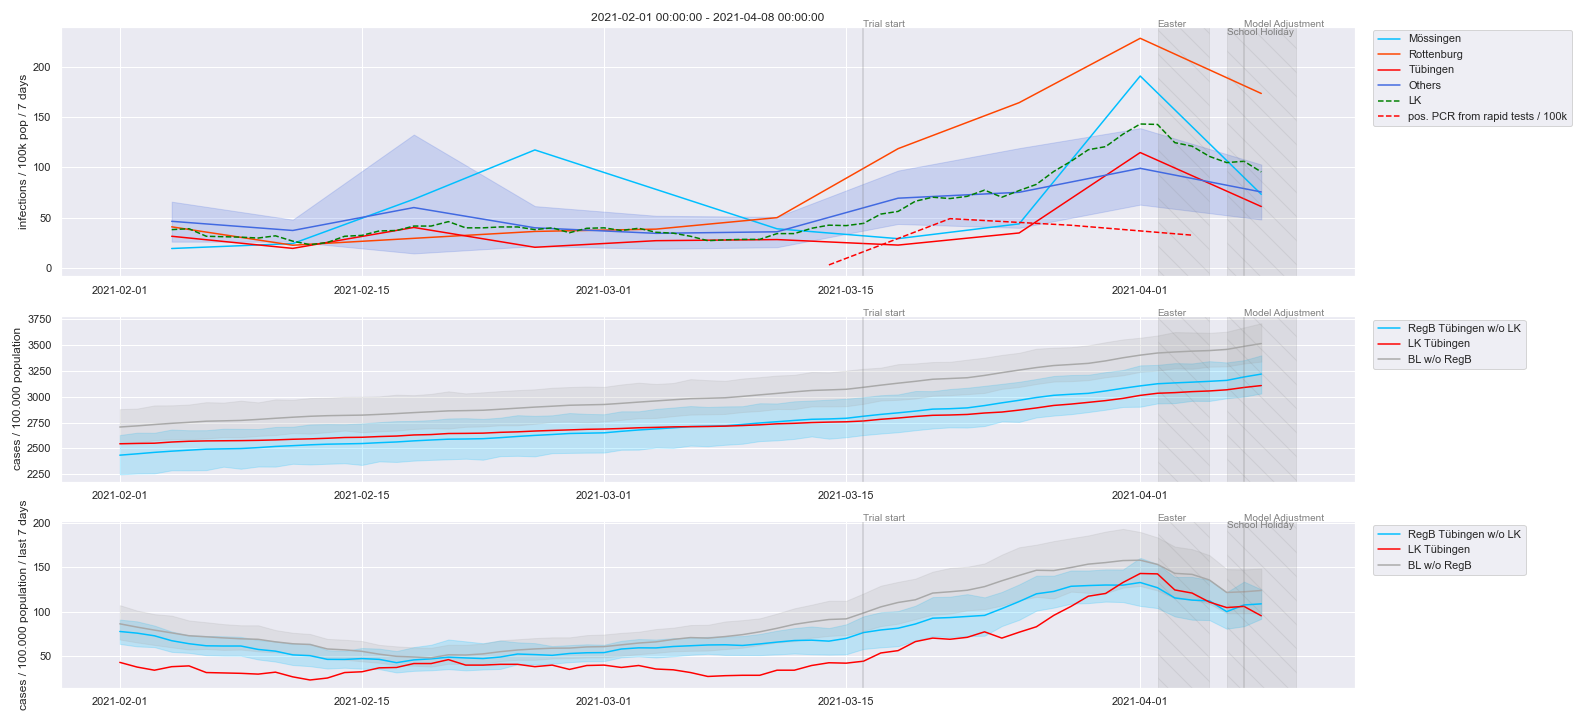 2021-02-01 00:00:00 - 2021-04-08 00:00:00
Trial start
Easter
Model Adjustment
School Holiday
infections / 100k pop / 7 days
200
150
100
50
0
2021-02-01
2021-02-15
2021-03-01
2021-03-15
2021-04-01
Mössingen
Rottenburg
Tübingen
Others
LK
pos. PCR from rapid tests / 100k
Trial start
Easter
Model Adjustment
cases / 100.000 population
3750
3500
3250
3000
2750
2500
2250
2021-02-01
2021-02-15
2021-03-01
2021-03-15
2021-04-01
RegB Tübingen w/o LK
LK Tübingen
BL w/o RegB
Trial start
Easter
Model Adjustment
School Holiday
cases / 100.000 population / last 7 days
200
150
100
50
2021-02-01
2021-02-15
2021-03-01
2021-03-15
2021-04-01
RegB Tübingen w/o LK
LK Tübingen
BL w/o RegB